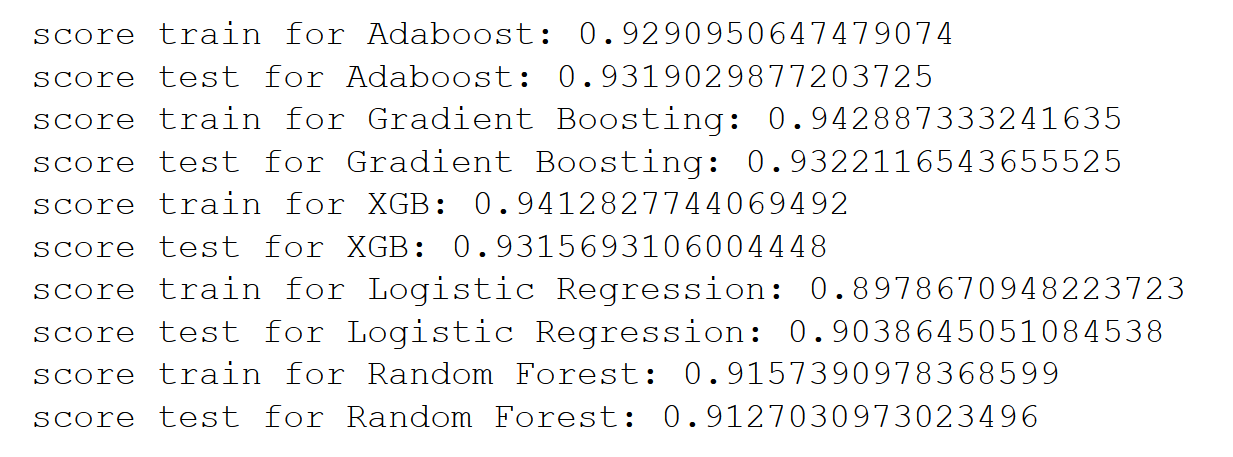 score train for Adaboost: 0.9290950647479074
score test for Adaboost: 0.9319029877203725
score train for Gradient Boosting: 0.942887333241635
score test for Gradient Boosting: 0.9322116543655525
score train for XGB: 0.9412827744069492
score test for XGB: 0.9315693106004448
score train for Logistic Regression: 0.8978670948223723
score test for Logistic Regression: 0.9038645051084538
score train for Random Forest: 0.9157390978368599
score test for Random Forest: 0.9127030973023496